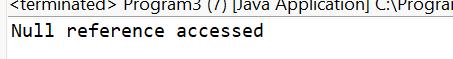 <terminated> Program3 (7) [Java Application] C:\Progra
Null reference accessed